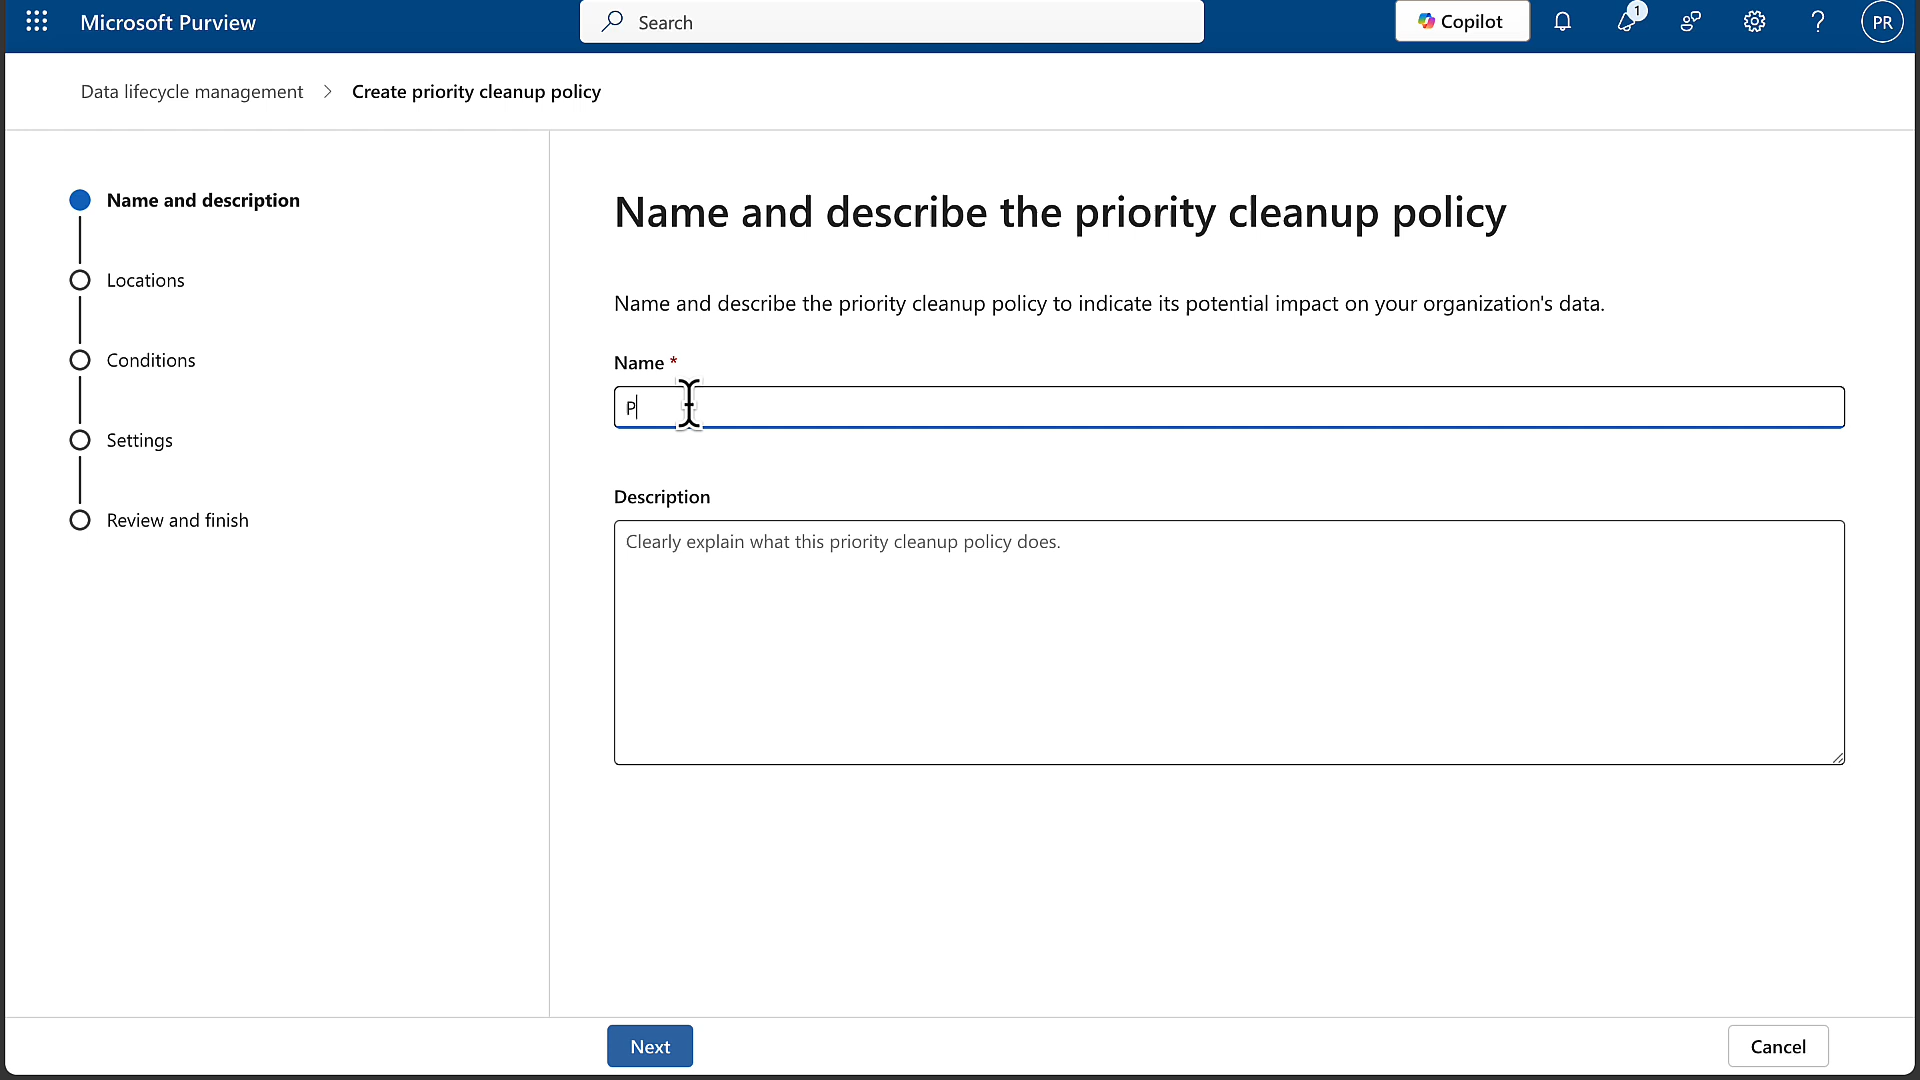 Microsoft Purview
Search
Copilot
1
?
PR
Data lifecycle management > Create priority cleanup policy
Name and description
Locations
Conditions
Settings
Review and finish
Name and describe the priority cleanup policy
Name and describe the priority cleanup policy to indicate its potential impact on your organization's data.
Name *
P
Description
Clearly explain what this priority cleanup policy does.
Next
Cancel